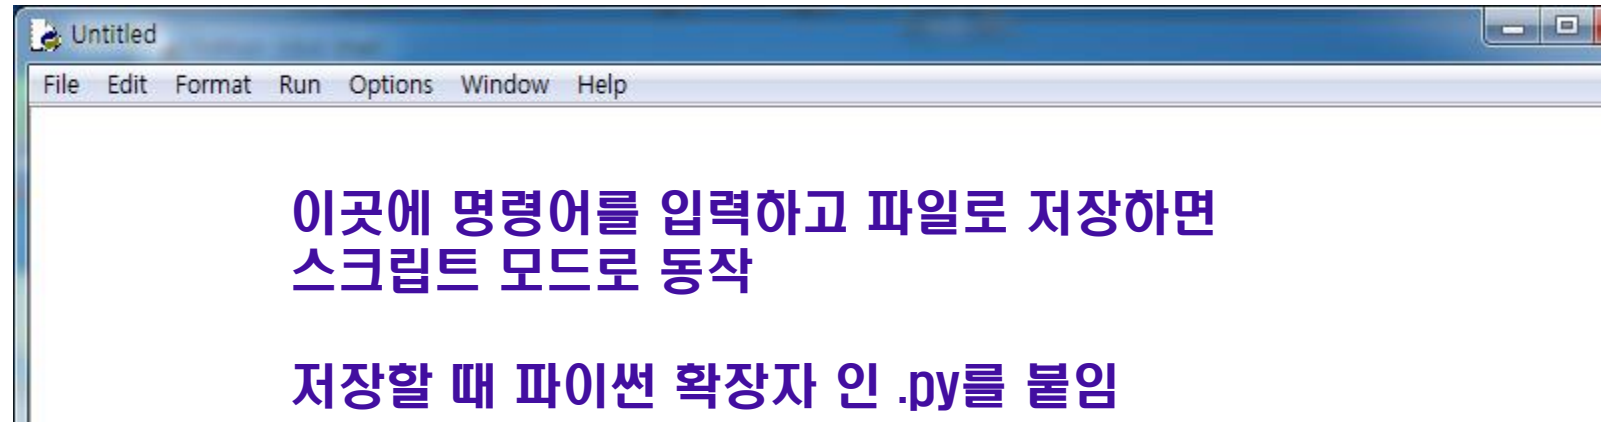 Untitled
File Edit Format Run Options Window Help
이곳에 명령어를 입력하고 파일로 저장하면
스크립트 모드로 동작
저장할 때 파이썬 확장자 인 .py를 붙임